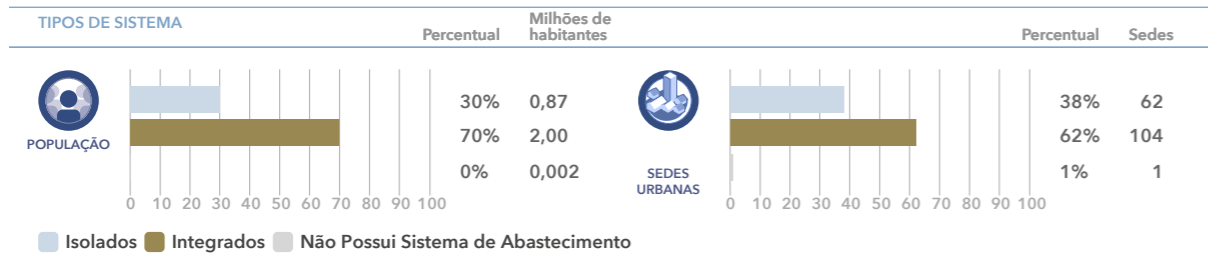 TIPOS DE SISTEMA
Percentual Milhões de habitantes Percentual Sedes
POPULAÇÃO
30% 0,87
70% 2,00
0% 0,002
0 10 20 30 40 50 60 70 80 90 100
SEDES URBANAS
38% 62
62% 104
1% 1
0 10 20 30 40 50 60 70 80 90 100
Isolados Integrados Não Possui Sistema de Abastecimento